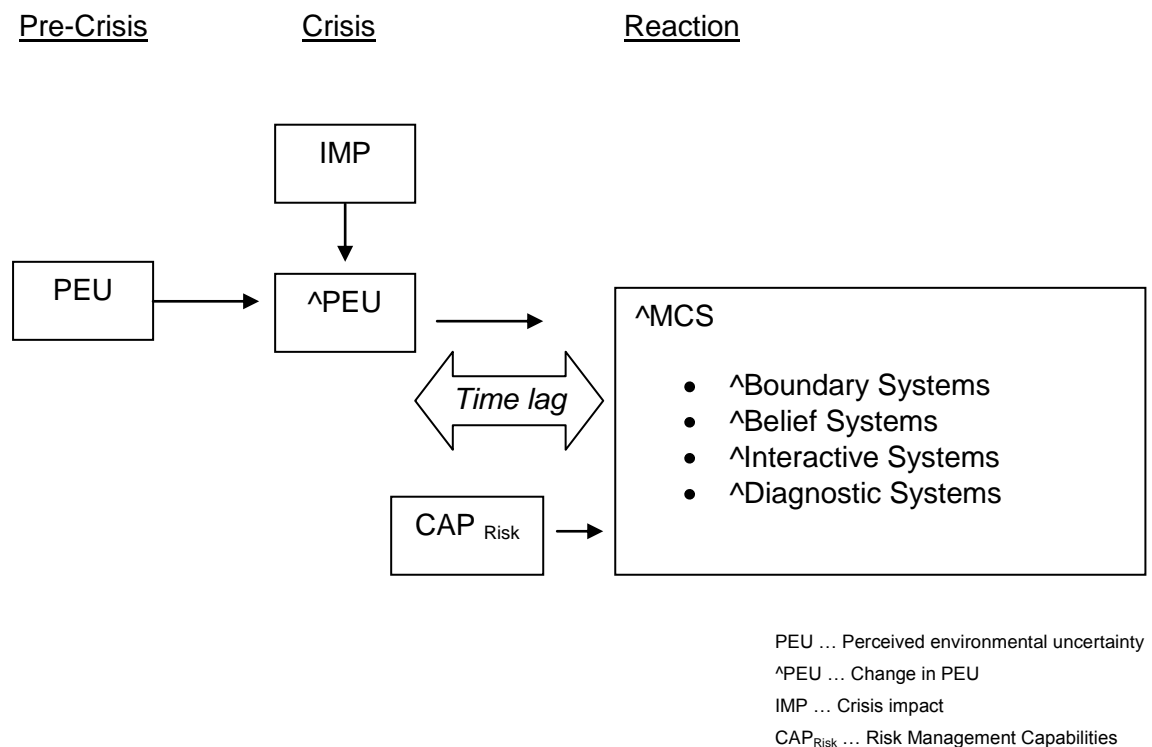 Pre-Crisis Crisis Reaction
IMP
PEU
^PEU
^MCS
• ^Boundary Systems
• ^Belief Systems
• ^Interactive Systems
• ^Diagnostic Systems
Time lag
CAP Risk
PEU … Perceived environmental uncertainty
^PEU … Change in PEU
IMP … Crisis impact
CAPRisk … Risk Management Capabilities